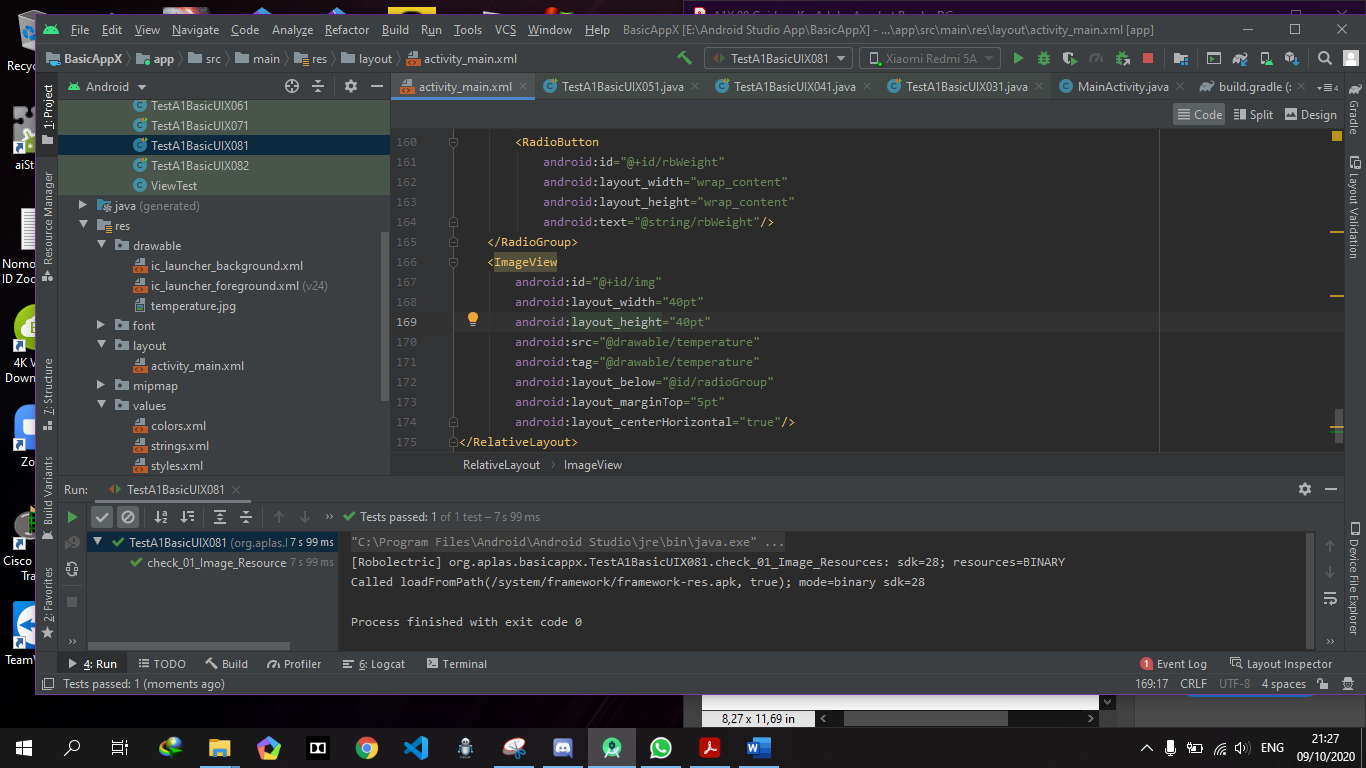 File Edit View Navigate Code Analyze Refactor Build Run Tools VCS Window Help BasicAppX [E:\Android Studio App\BasicAppX] - ...\app\src\main\res\layout\activity_main.xml [app]
BasicAppX app src main res layout activity_main.xml TestA1BasicUIX081 Xiaomi Redmi 5A
Android activity_main.xml TestA1BasicUIX051.java TestA1BasicUIX041.java TestA1BasicUIX031.java MainActivity.java build.gradle (:
Code Split Design
1: Project
Resource Manager
7: Structure
Build Variants
2: Favorites
Gradle
Layout Validation
Device File Explorer
TestA1BasicUIX061
TestA1BasicUIX071
TestA1BasicUIX081
TestA1BasicUIX082
ViewTest
java (generated)
res
drawable
ic_launcher_background.xml
ic_launcher_foreground.xml (v24)
temperature.jpg
font
layout
activity_main.xml
mipmap
values
colors.xml
strings.xml
styles.xml
160 <RadioButton
161 android:id="@+id/rbWeight"
162 android:layout_width="wrap_content"
163 android:layout_height="wrap_content"
164 android:text="@string/rbWeight"/>
165 </RadioGroup>
166 <ImageView
167 android:id="@+id/img"
168 android:layout_width="40pt"
169 android:layout_height="40pt"
170 android:src="@drawable/temperature"
171 android:tag="@drawable/temperature"
172 android:layout_below="@id/radioGroup"
173 android:layout_marginTop="5pt"
174 android:layout_centerHorizontal="true"/>
175 </RelativeLayout>
RelativeLayout ImageView
Run: TestA1BasicUIX081
Tests passed: 1 of 1 test – 7 s 99 ms
TestA1BasicUIX081 (org.aplas.l 7 s 99 ms
check_01_Image_Resource 7 s 99 ms
"C:\Program Files\Android\Android Studio\jre\bin\java.exe" ...
[Robolectric] org.aplas.basicappx.TestA1BasicUIX081.check_01_Image_Resources: sdk=28; resources=BINARY
Called loadFromPath(/system/framework/framework-res.apk, true); mode=binary sdk=28
Process finished with exit code 0
4: Run TODO Build Profiler 6: Logcat Terminal 1 Event Log Layout Inspector
Tests passed: 1 (moments ago) 169:17 CRLF UTF-8 4 spaces
Recyc
aiSta
Nomo
ID Zoo
4K V
Down
Zo
Cisco
Tra
TeamV
8,27 x 11,69 in
ENG
21:27
09/10/2020